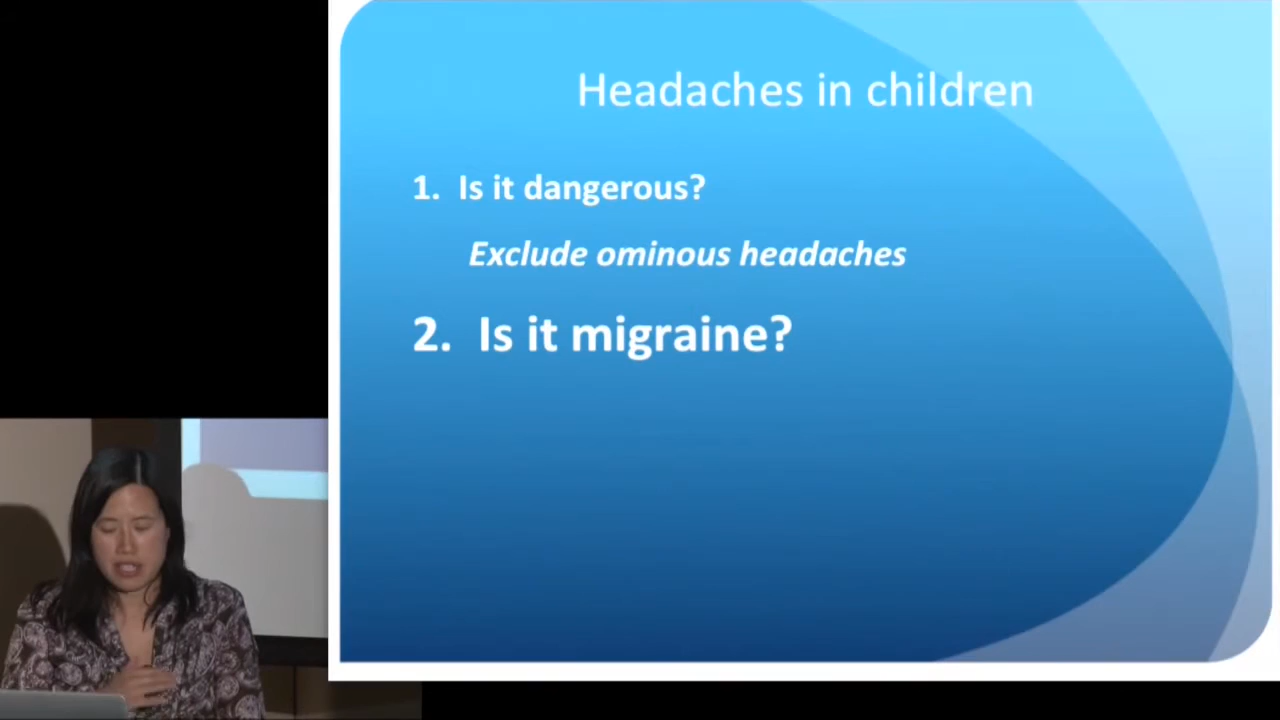 Headaches in children
1. Is it dangerous?
Exclude ominous headaches
2. Is it migraine?